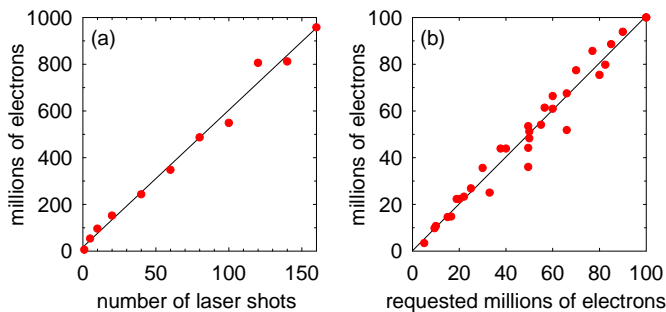 (a)
millions of electrons
1000
800
600
400
200
0
0 50 100 150
number of laser shots
(b)
millions of electrons
100
80
60
40
20
0
0 20 40 60 80 100
requested millions of electrons